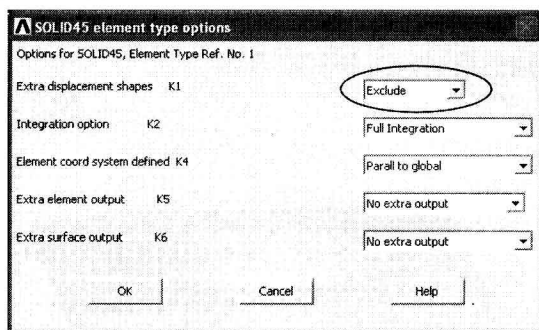 SOLID45 element type options
Options for SOLID45, Element Type Ref. No. 1
Extra displacement shapes K1 Exclude
Integration option K2 Full Integration
Element coord system defined K4 Parall to global
Extra element output K5 No extra output
Extra surface output K6 No extra output
OK Cancel Help